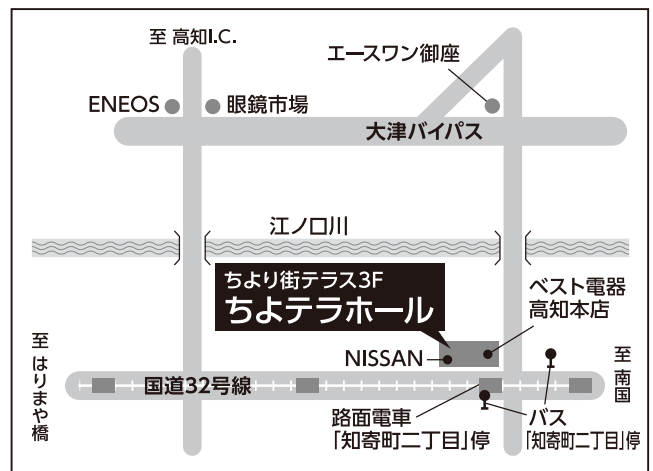 至 高知I.C.
エースワン御座
ENEOS
眼鏡市場
大津バイパス
江ノ口川
ちより街テラス3F
ちよテラホール
ベスト電器
高知本店
NISSAN
至 はりまや橋
国道32号線
至 南国
路面電車
「知寄町二丁目」停
バス
「知寄町二丁目」停